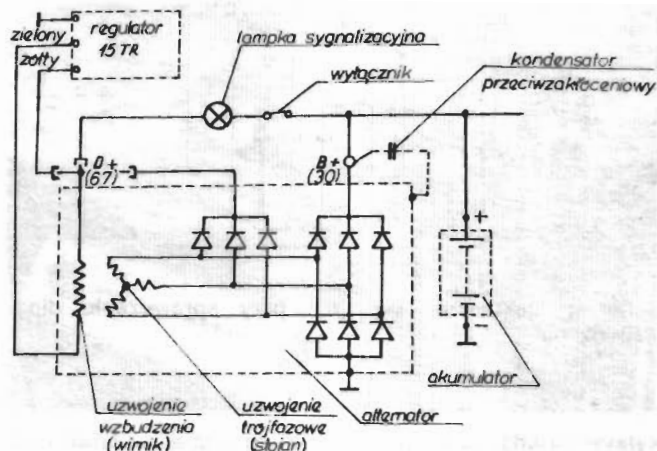 regulator
15 TR
zielony
żółty
lampka sygnalizacyjna
wyłącznik
kondensator
przeciwzakłóceniowy
D+
(67)
B+
(30)
+
-
akumulator
uzwojenie
wzbudzenia
(wirnik)
uzwojenie
trójfazowe
(stojan)
alternator